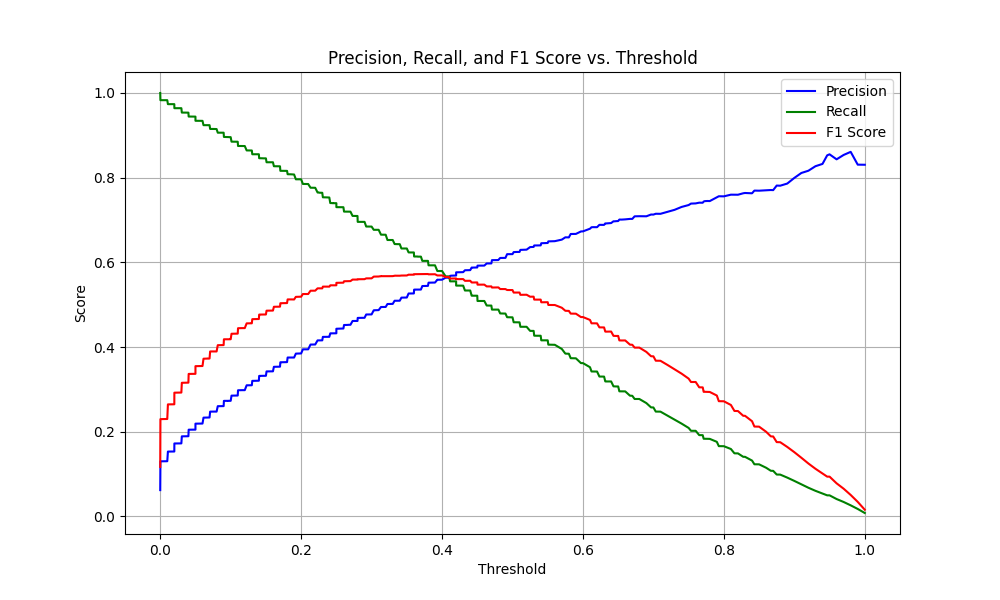 Precision, Recall, and F1 Score vs. Threshold
1.0
0.8
0.6
0.4
0.2
0.0
Score
Precision
Recall
F1 Score
0.0 0.2 0.4 0.6 0.8 1.0
Threshold